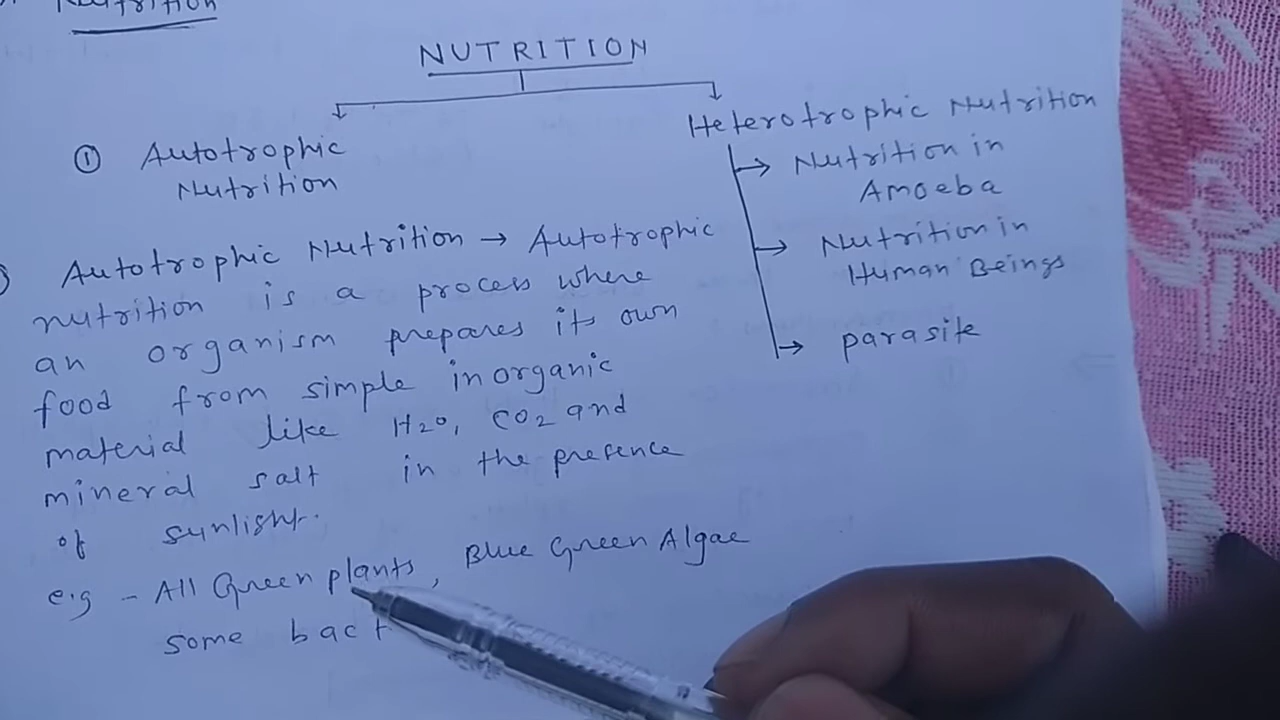 Nutrition
NUTRITION
① Autotrophic
Nutrition
Heterotrophic Nutrition
→ Nutrition in
Amoeba
→ Nutrition in
Human Beings
→ parasite
Autotrophic Nutrition → Autotrophic
nutrition is a process where
an organism prepares its own
food from simple inorganic
material like H2O, CO2 and
mineral salt in the presence
of sunlight.
e.g - All Green plants, Blue Green Algae
some bact